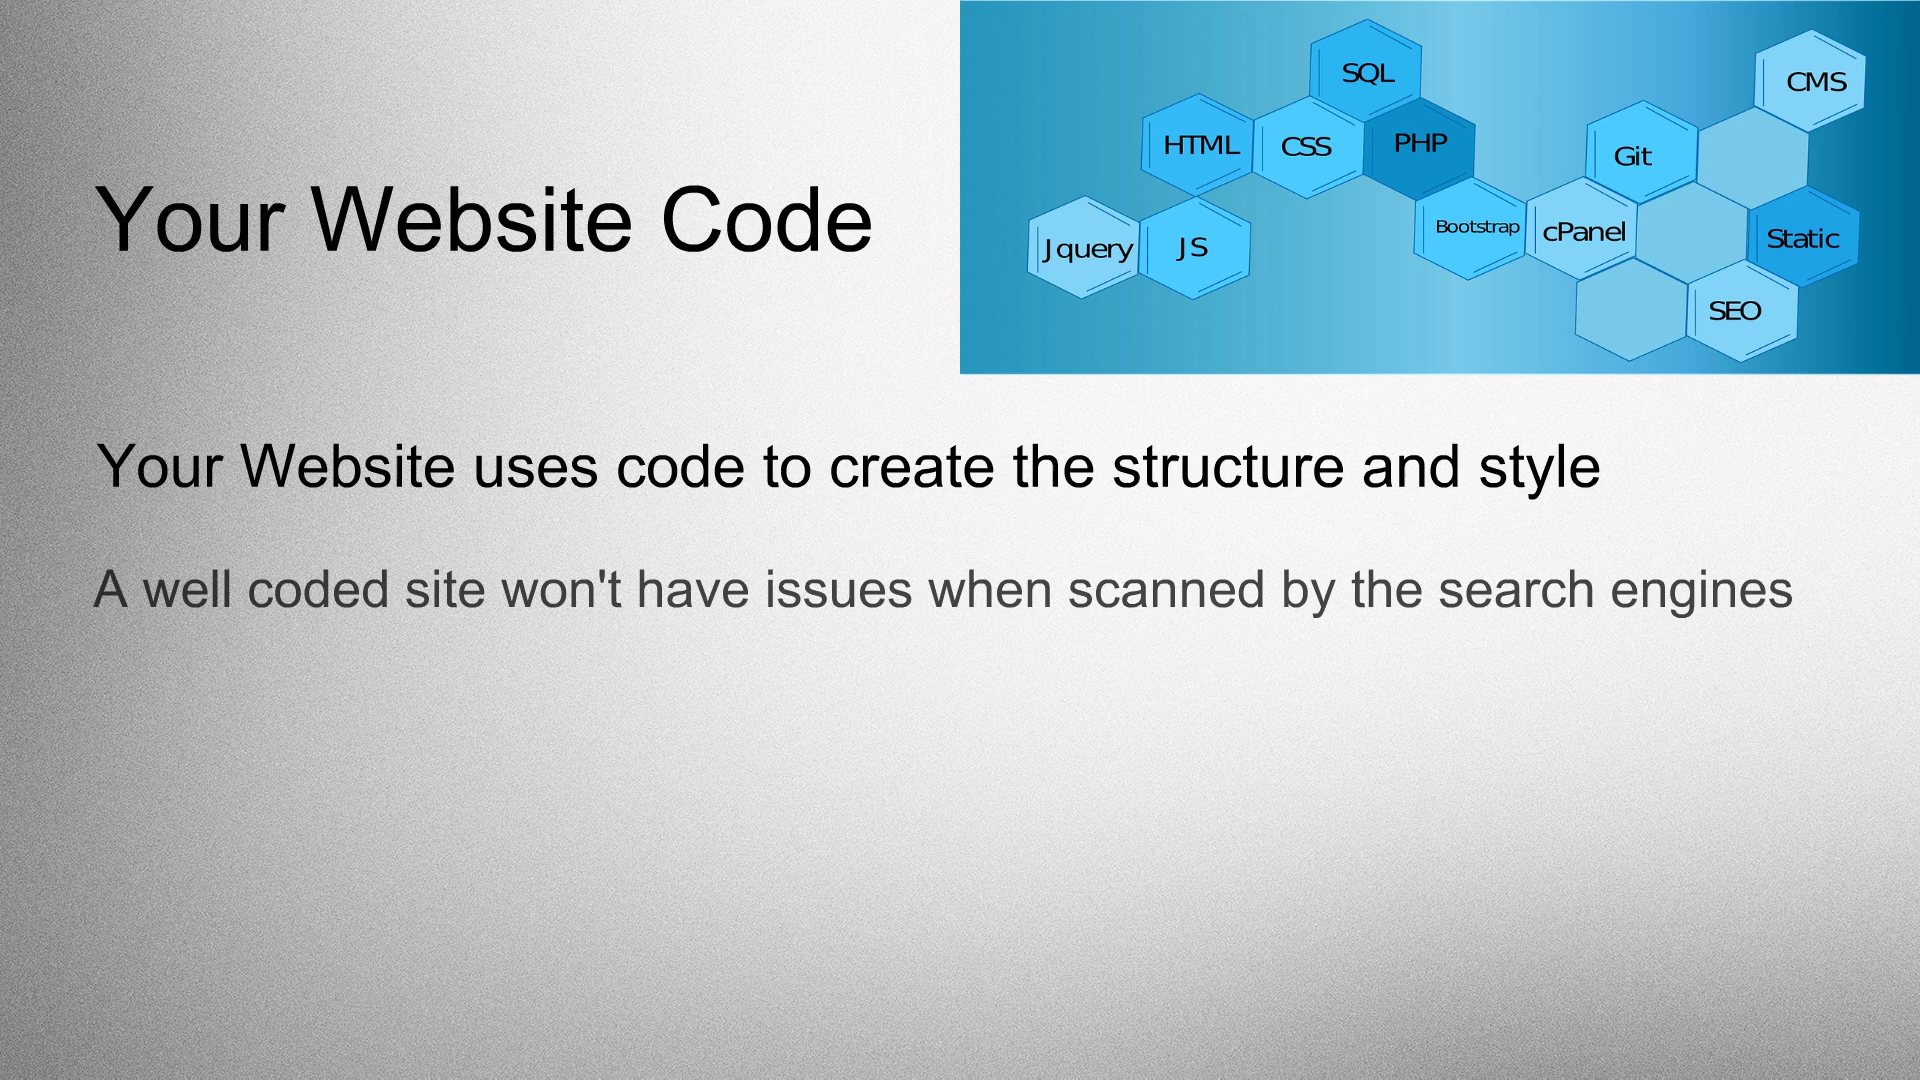 Your Website Code
SQL
CMS
HTML
CSS
PHP
Git
Jquery
JS
Bootstrap
cPanel
Static
SEO
Your Website uses code to create the structure and style
A well coded site won't have issues when scanned by the search engines